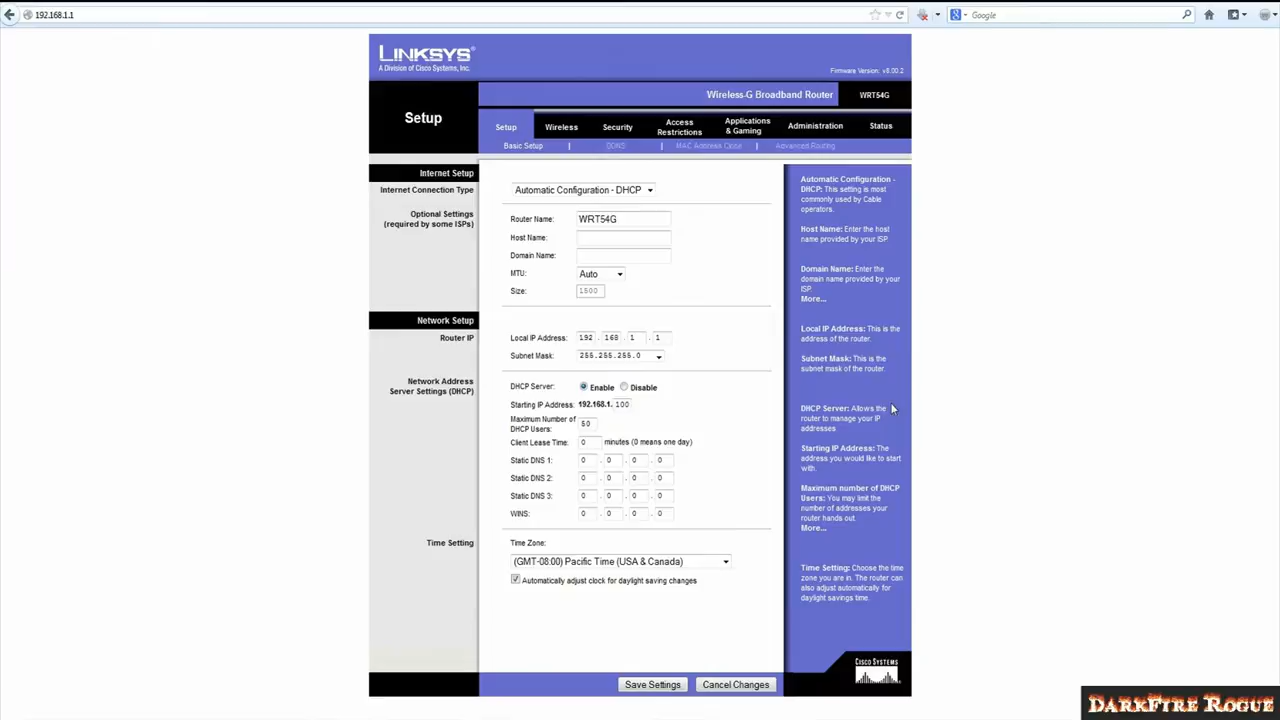 192.168.1.1
Google
LINKSYS®
A Division of Cisco Systems, Inc.
Firmware Version: v8.00.2
Wireless-G Broadband Router
WRT54G
Setup
Setup
Wireless
Security
Access
Restrictions
Applications
& Gaming
Administration
Status
Basic Setup | DDNS | MAC Address Clone | Advanced Routing
Internet Setup
Internet Connection Type
Automatic Configuration - DHCP
Optional Settings
(required by some ISPs)
Router Name: WRT54G
Host Name:
Domain Name:
MTU: Auto
Size: 1500
Network Setup
Router IP
Local IP Address: 192 . 168 . 1 . 1
Subnet Mask: 255.255.255.0
Network Address
Server Settings (DHCP)
DHCP Server: Enable Disable
Starting IP Address: 192.168.1. 100
Maximum Number of
DHCP Users: 50
Client Lease Time: 0 minutes (0 means one day)
Static DNS 1: 0 . 0 . 0 . 0
Static DNS 2: 0 . 0 . 0 . 0
Static DNS 3: 0 . 0 . 0 . 0
WINS: 0 . 0 . 0 . 0
Time Setting
Time Zone:
(GMT-08:00) Pacific Time (USA & Canada)
Automatically adjust clock for daylight saving changes
Automatic Configuration -
DHCP: This setting is most
commonly used by Cable
operators.
Host Name: Enter the host
name provided by your ISP.
Domain Name: Enter the
domain name provided by your
ISP.
More...
Local IP Address: This is the
address of the router.
Subnet Mask: This is the
subnet mask of the router.
DHCP Server: Allows the
router to manage your IP
addresses.
Starting IP Address: The
address you would like to start
with.
Maximum number of DHCP
Users: You may limit the
number of addresses your
router hands out.
More...
Time Setting: Choose the time
zone you are in. The router can
also adjust automatically for
daylight savings time.
Save Settings
Cancel Changes
CISCO SYSTEMS
DARKFIRE ROGUE